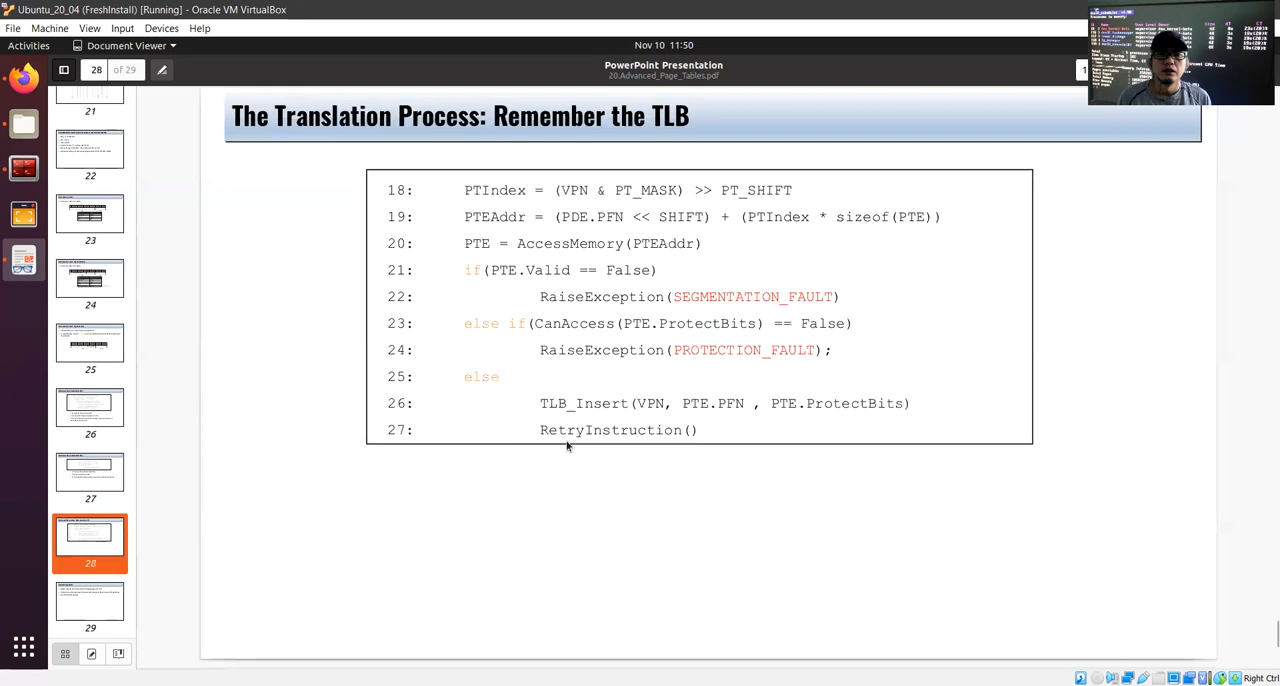 Ubuntu_20_04 (FreshInstall) [Running] - Oracle VM VirtualBox
File Machine View Input Devices Help
Activities Document Viewer Nov 10 11:50
28 of 29
PowerPoint Presentation
20.Advanced_Page_Tables.pdf
1
The Translation Process: Remember the TLB
18: PTIndex = (VPN & PT_MASK) >> PT_SHIFT
19: PTEAddr = (PDE.PFN << SHIFT) + (PTIndex * sizeof(PTE))
20: PTE = AccessMemory(PTEAddr)
21: if(PTE.Valid == False)
22: RaiseException(SEGMENTATION_FAULT)
23: else if(CanAccess(PTE.ProtectBits) == False)
24: RaiseException(PROTECTION_FAULT);
25: else
26: TLB_Insert(VPN, PTE.PFN , PTE.ProtectBits)
27: RetryInstruction()
21
22
23
24
25
26
27
28
29
Right Ctrl